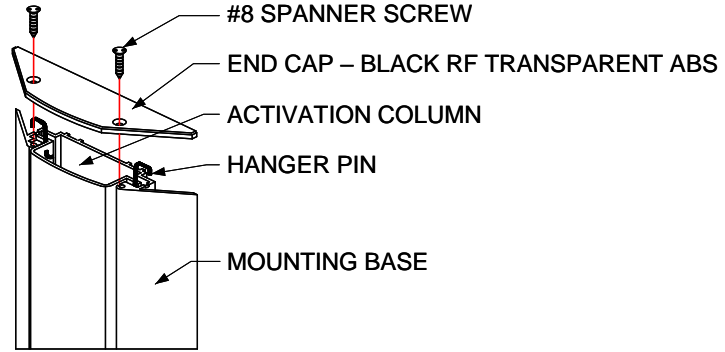 #8 SPANNER SCREW
END CAP – BLACK RF TRANSPARENT ABS
ACTIVATION COLUMN
HANGER PIN
MOUNTING BASE